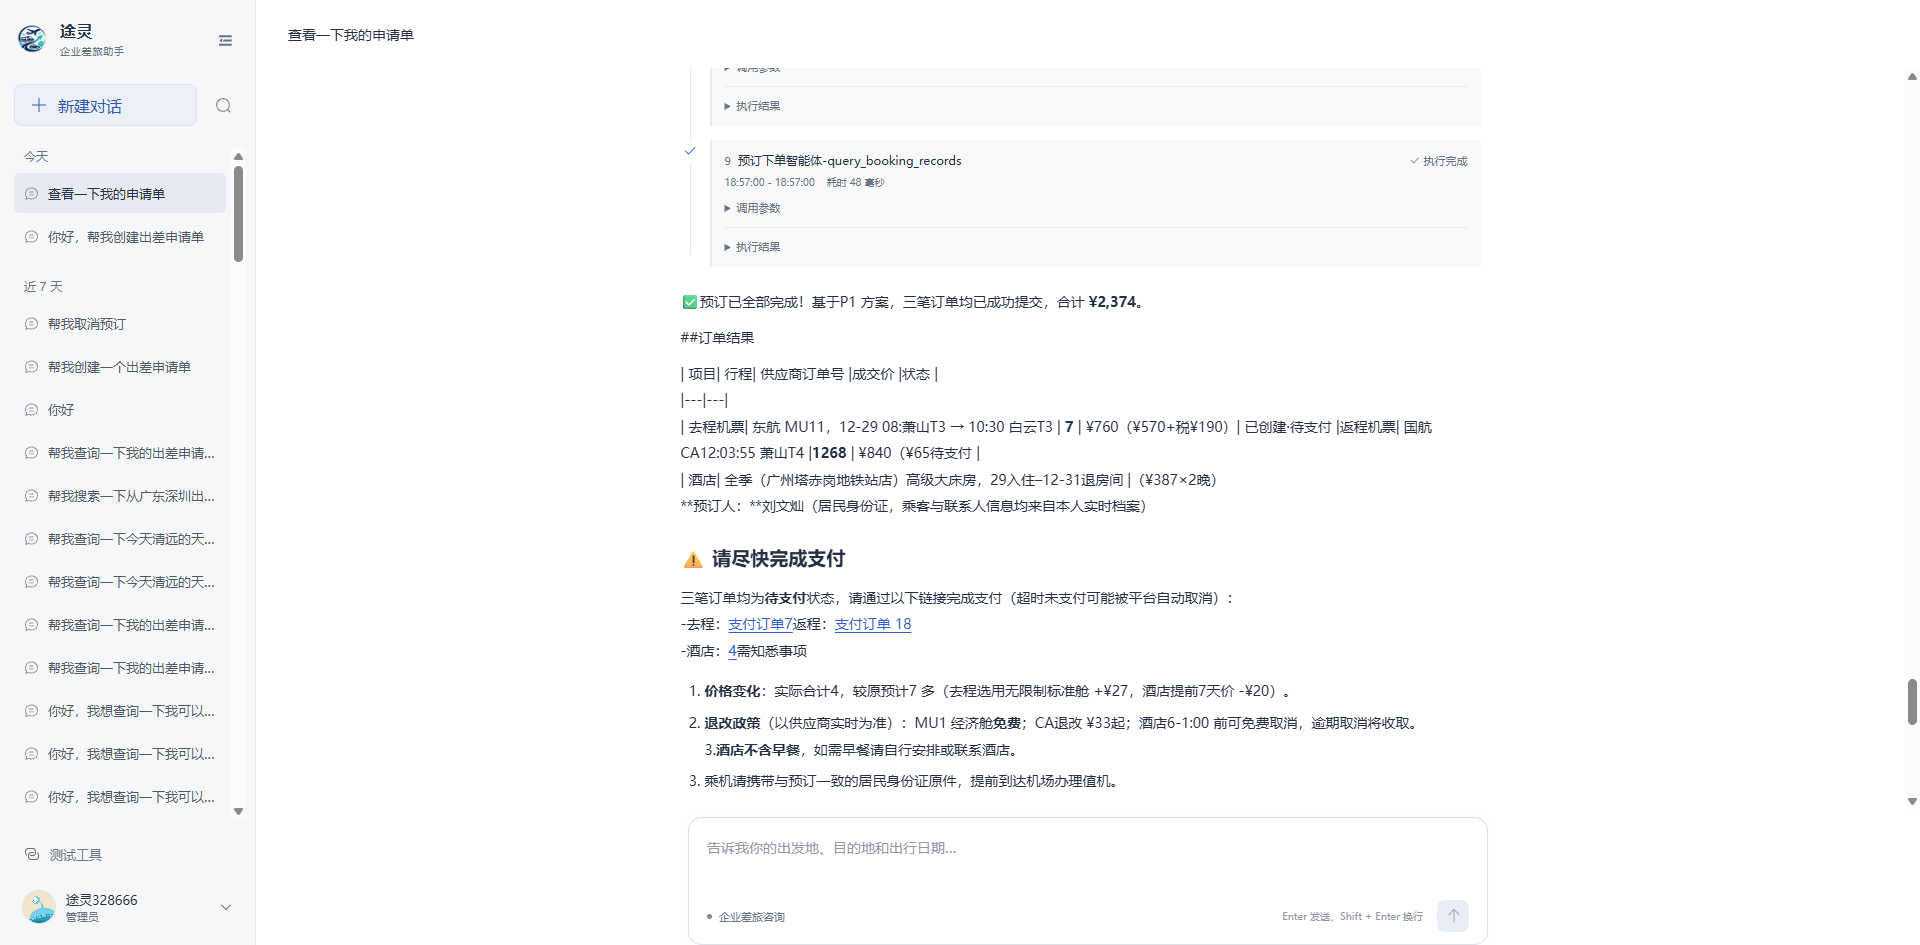 途灵
企业差旅助手
新建对话
今天
查看一下我的申请单
你好，帮我创建出差申请单
近 7 天
帮我取消预订
帮我创建一个出差申请单
你好
帮我查询一下我的出差申请...
帮我搜索一下从广东深圳出...
帮我查询一下今天清远的天...
帮我查询一下今天清远的天...
帮我查询一下我的出差申请...
帮我查询一下我的出差申请...
你好，我想查询一下我可以...
你好，我想查询一下我可以...
你好，我想查询一下我可以...
测试工具
途灵328666
管理员
查看一下我的申请单
调用参数
执行结果
9 预订下单智能体-query_booking_records
执行完成
18:57:00 - 18:57:00 耗时 48 毫秒
调用参数
执行结果
✅预订已全部完成！基于P1 方案，三笔订单均已成功提交，合计 ¥2,374。
##订单结果
| 项目| 行程| 供应商订单号 |成交价 |状态 |
|---|---|
| 去程机票| 东航 MU11，12-29 08:萧山T3 → 10:30 白云T3 | 7 | ¥760（¥570+税¥190）| 已创建·待支付 |返程机票| 国航
CA12:03:55 萧山T4 |1268 | ¥840（¥65待支付 |
| 酒店| 全季（广州塔赤岗地铁站店）高级大床房，29入住–12-31退房间 |（¥387×2晚）
**预订人：**刘文灿（居民身份证，乘客与联系人信息均来自本人实时档案）
⚠️ 请尽快完成支付
三笔订单均为待支付状态，请通过以下链接完成支付（超时未支付可能被平台自动取消）：
-去程：支付订单7返程：支付订单 18
-酒店：4需知悉事项
1. 价格变化：实际合计4，较原预计7 多（去程选用无限制标准舱 +¥27，酒店提前7天价 -¥20）。
2. 退改政策（以供应商实时为准）：MU1 经济舱免费；CA退改 ¥33起；酒店6-1:00 前可免费取消，逾期取消将收取。
3.酒店不含早餐，如需早餐请自行安排或联系酒店。
3. 乘机请携带与预订一致的居民身份证原件，提前到达机场办理值机。
告诉我你的出发地、目的地和出行日期...
企业差旅咨询
Enter 发送，Shift + Enter 换行